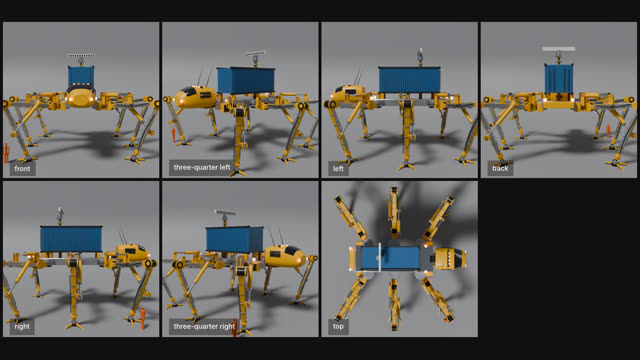 front
three-quarter left
left
back
right
three-quarter right
top